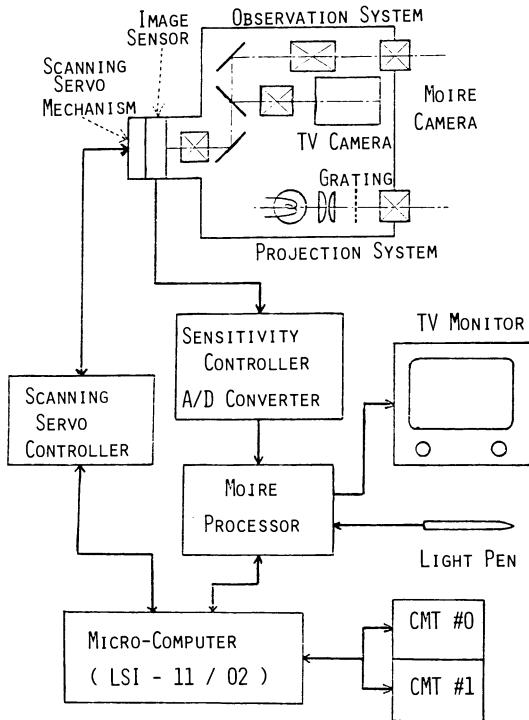 IMAGE
SENSOR
OBSERVATION SYSTEM
SCANNING
SERVO
MECHANISM
MOIRE
CAMERA
TV CAMERA
GRATING
PROJECTION SYSTEM
SENSITIVITY
CONTROLLER
A/D CONVERTER
TV MONITOR
SCANNING
SERVO
CONTROLLER
MOIRE
PROCESSOR
LIGHT PEN
MICRO-COMPUTER
( LSI - 11 / 02 )
CMT #0
CMT #1